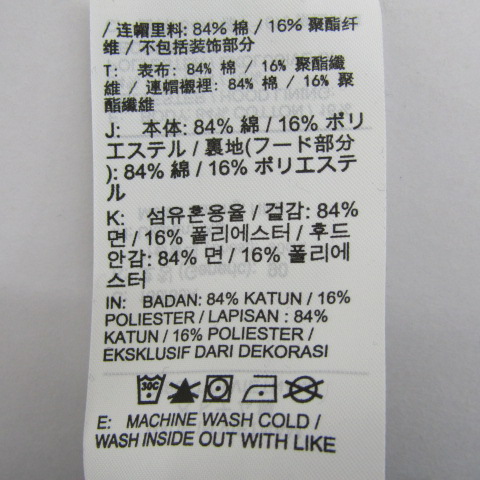 / 连帽里料: 84% 棉 / 16% 聚酯纤
维 / 不包括装饰部分
T: 表布: 84% 棉 / 16% 聚酯纖
維 / 連帽襯裡: 84% 棉 / 16% 聚
酯纖維
J: 本体: 84% 綿 / 16% ポリ
エステル / 裏地(フード部分
): 84% 綿 / 16% ポリエステ
ル
K: 섬유혼용율 / 겉감: 84%
면 / 16% 폴리에스터 / 후드
안감: 84% 면 / 16% 폴리에
스터
IN: BADAN: 84% KATUN / 16%
POLIESTER / LAPISAN : 84%
KATUN / 16% POLIESTER /
EKSKLUSIF DARI DEKORASI
30C
E: MACHINE WASH COLD /
WASH INSIDE OUT WITH LIKE